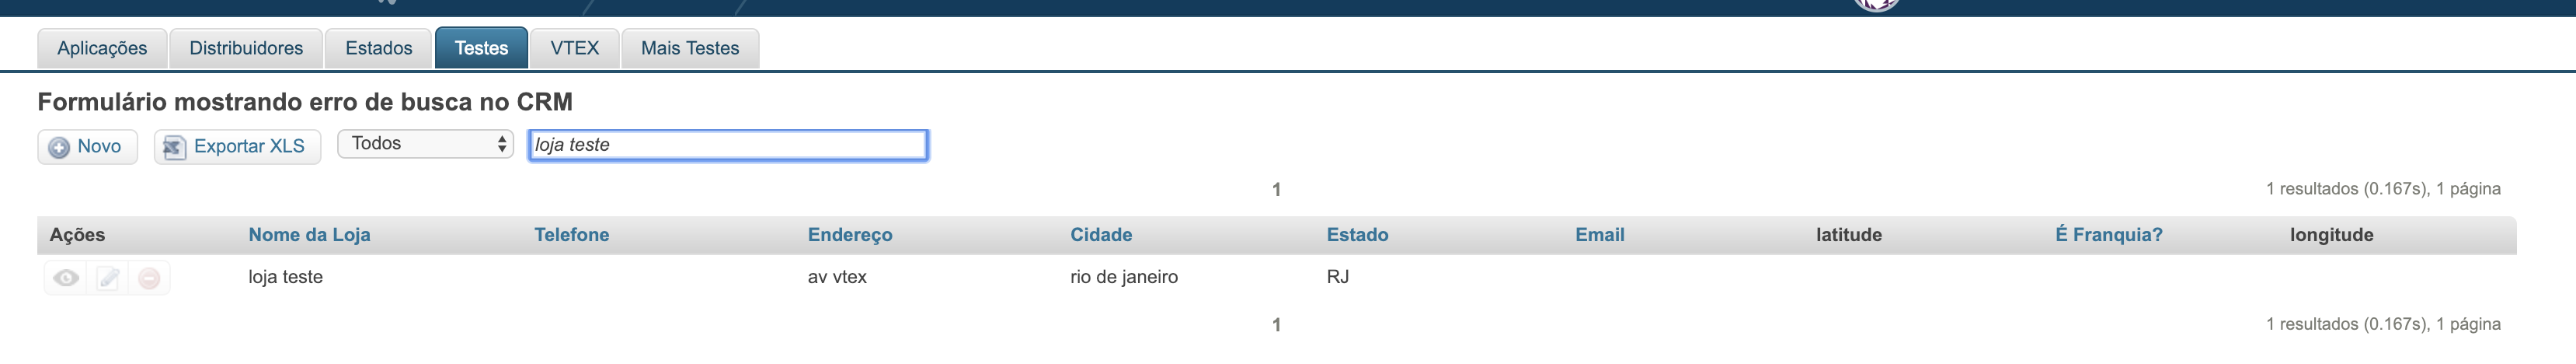 Aplicações Distribuidores Estados Testes VTEX Mais Testes
Formulário mostrando erro de busca no CRM
Novo Exportar XLS Todos loja teste
1 1 resultados (0.167s), 1 página
Ações Nome da Loja Telefone Endereço Cidade Estado Email latitude É Franquia? longitude
loja teste av vtex rio de janeiro RJ
1 1 resultados (0.167s), 1 página